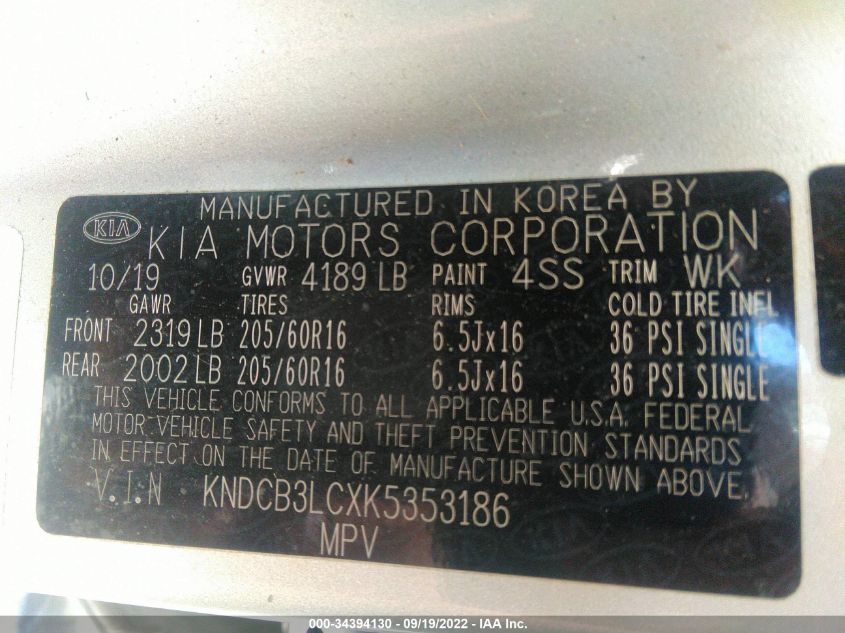 MANUFACTURED IN KOREA BY
KIA KIA MOTORS CORPORATION
10/19 GVWR 4189 LB PAINT 4SS TRIM WK
GAWR TIRES RIMS COLD TIRE INFL
FRONT 2319 LB 205/60R16 6.5Jx16 36 PSI SINGLE
REAR 2002 LB 205/60R16 6.5Jx16 36 PSI SINGLE
THIS VEHICLE CONFORMS TO ALL APPLICABLE U.S.A. FEDERAL
MOTOR VEHICLE SAFETY AND THEFT PREVENTION STANDARDS
IN EFFECT ON THE DATE OF MANUFACTURE SHOWN ABOVE.
V.I.N KNDCB3LCXK5353186
MPV
000-34394130 - 09/19/2022 - IAA Inc.